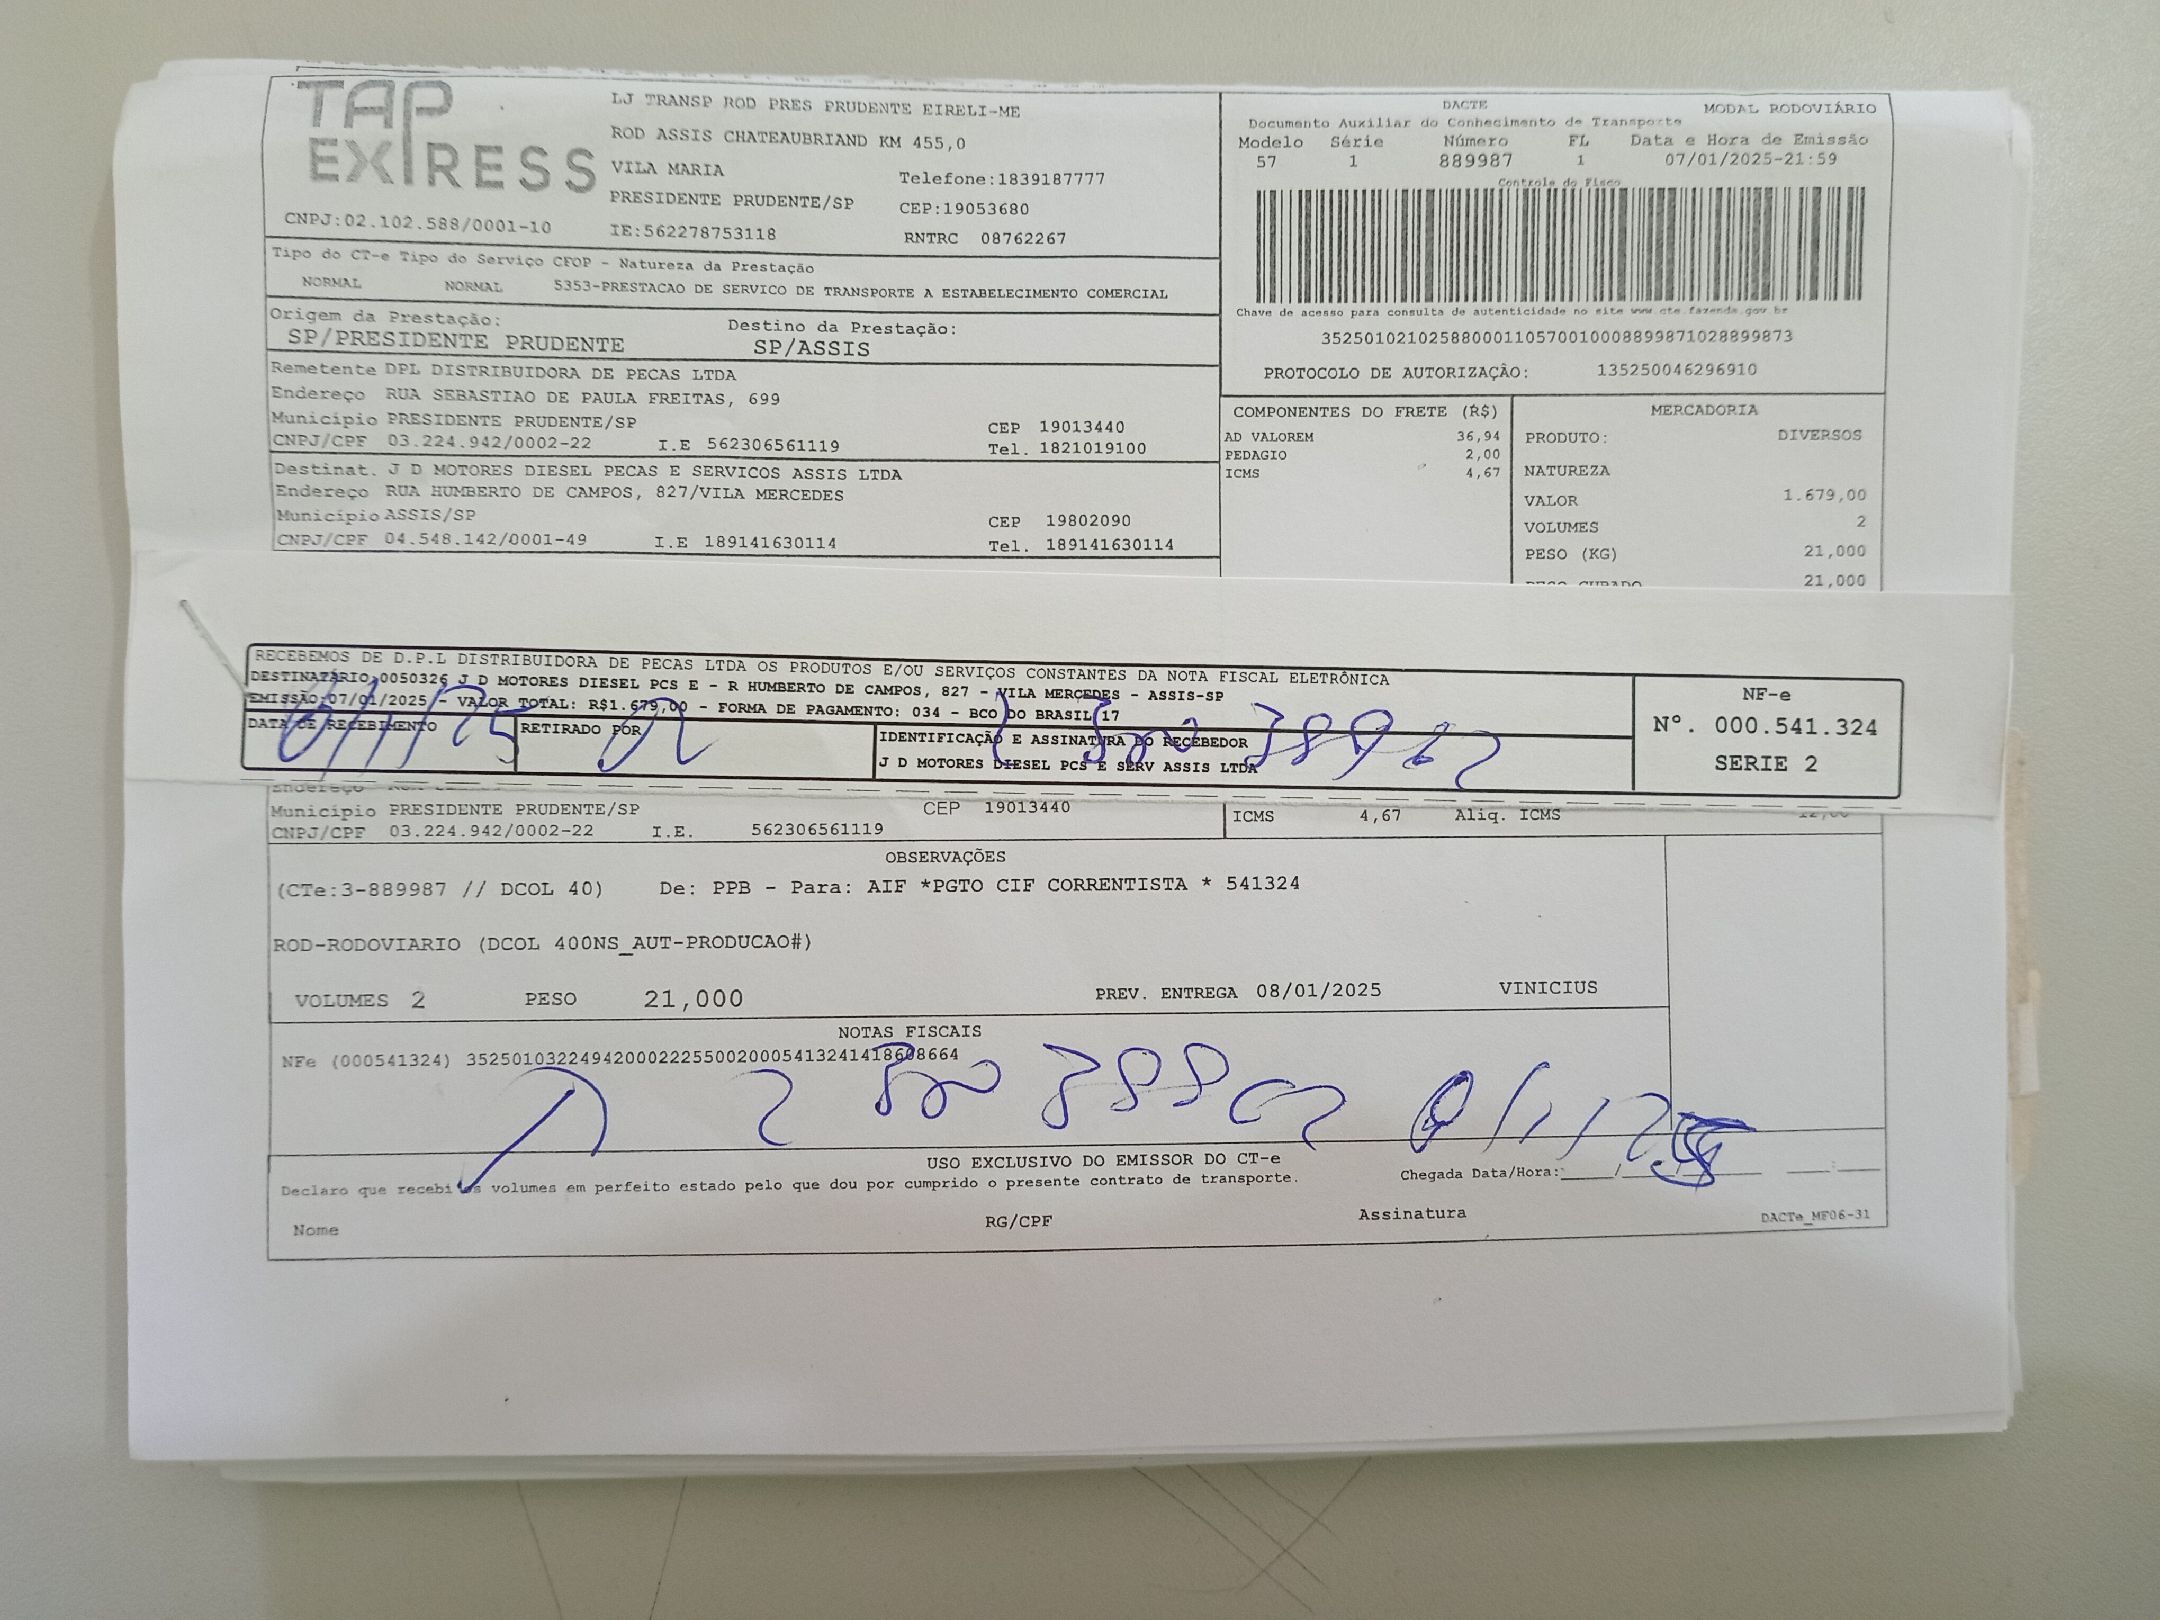 TAP EXPRESS
LJ TRANSP ROD PRES PRUDENTE EIRELI-ME
ROD ASSIS CHATEAUBRIAND KM 455,0
VILA MARIA
Telefone:1839187777
PRESIDENTE PRUDENTE/SP
CEP:19053680
CNPJ:02.102.588/0001-10
IE:562278753118
RNTRC 08762267
DACTE
MODAL RODOVIÁRIO
Documento Auxiliar do Conhecimento de Transporte
Modelo Série Número FL Data e Hora de Emissão
57 1 889987 1 07/01/2025-21:59
Controle do Fisco
Chave de acesso para consulta de autenticidade no site www.cte.fazenda.gov.br
35250102102588000110570010008899871028899873
PROTOCOLO DE AUTORIZAÇÃO: 135250046296910
Tipo do CT-e Tipo do Serviço CFOP - Natureza da Prestação
NORMAL NORMAL 5353-PRESTACAO DE SERVICO DE TRANSPORTE A ESTABELECIMENTO COMERCIAL
Origem da Prestação: Destino da Prestação:
SP/PRESIDENTE PRUDENTE SP/ASSIS
Remetente DPL DISTRIBUIDORA DE PECAS LTDA
Endereço RUA SEBASTIAO DE PAULA FREITAS, 699
Município PRESIDENTE PRUDENTE/SP CEP 19013440
CNPJ/CPF 03.224.942/0002-22 I.E 562306561119 Tel. 1821019100
Destinat. J D MOTORES DIESEL PECAS E SERVICOS ASSIS LTDA
Endereço RUA HUMBERTO DE CAMPOS, 827/VILA MERCEDES
Município ASSIS/SP CEP 19802090
CNPJ/CPF 04.548.142/0001-49 I.E 189141630114 Tel. 189141630114
COMPONENTES DO FRETE (R$)
AD VALOREM 36,94
PEDAGIO 2,00
ICMS 4,67
MERCADORIA
PRODUTO: DIVERSOS
NATUREZA
VALOR 1.679,00
VOLUMES 2
PESO (KG) 21,000
PESO CUBADO 21,000
RECEBEMOS DE D.P.L DISTRIBUIDORA DE PECAS LTDA OS PRODUTOS E/OU SERVIÇOS CONSTANTES DA NOTA FISCAL ELETRÔNICA
DESTINATÁRIO 0050326 J D MOTORES DIESEL PCS E - R HUMBERTO DE CAMPOS, 827 - VILA MERCEDES - ASSIS-SP
EMISSÃO:07/01/2025 - VALOR TOTAL: R$1.679,00 - FORMA DE PAGAMENTO: 034 - BCO DO BRASIL 17
DATA DE RECEBIMENTO
RETIRADO POR
IDENTIFICAÇÃO E ASSINATURA DO RECEBEDOR
J D MOTORES DIESEL PCS E SERV ASSIS LTDA
NF-e
N°. 000.541.324
SERIE 2
Endereço
Município PRESIDENTE PRUDENTE/SP CEP 19013440
CNPJ/CPF 03.224.942/0002-22 I.E. 562306561119
ICMS 4,67 Aliq. ICMS 12,00
OBSERVAÇÕES
(CTe:3-889987 // DCOL 40) De: PPB - Para: AIF *PGTO CIF CORRENTISTA * 541324
ROD-RODOVIARIO (DCOL 400NS_AUT-PRODUCAO#)
VOLUMES 2 PESO 21,000 PREV. ENTREGA 08/01/2025 VINICIUS
NOTAS FISCAIS
NFe (000541324) 35250103224942000222550020005413241418608664
USO EXCLUSIVO DO EMISSOR DO CT-e
Declaro que recebi os volumes em perfeito estado pelo que dou por cumprido o presente contrato de transporte.
Chegada Data/Hora:
Nome RG/CPF Assinatura
DACTe_MF06-31